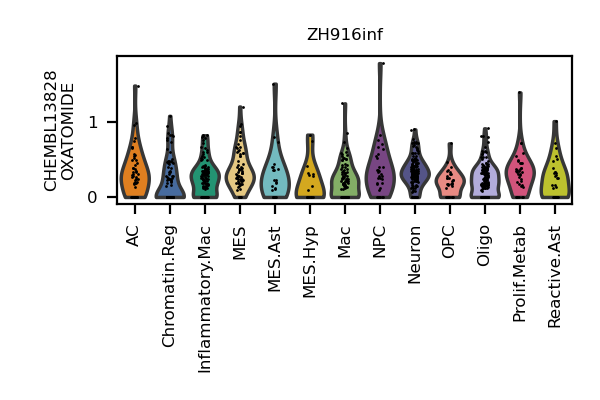 ZH916inf
CHEMBL13828
OXATOMIDE
1
0
AC
Chromatin.Reg
Inflammatory.Mac
MES
MES.Ast
MES.Hyp
Mac
NPC
Neuron
OPC
Oligo
Prolif.Metab
Reactive.Ast